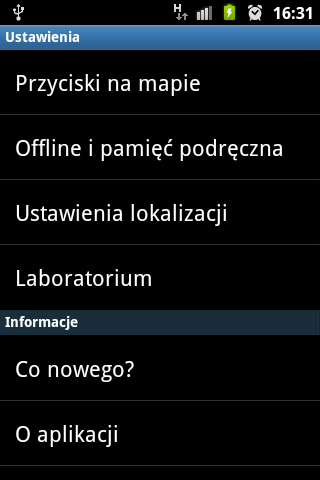 H 16:31
Ustawienia
Przyciski na mapie
Offline i pamięć podręczna
Ustawienia lokalizacji
Laboratorium
Informacje
Co nowego?
O aplikacji